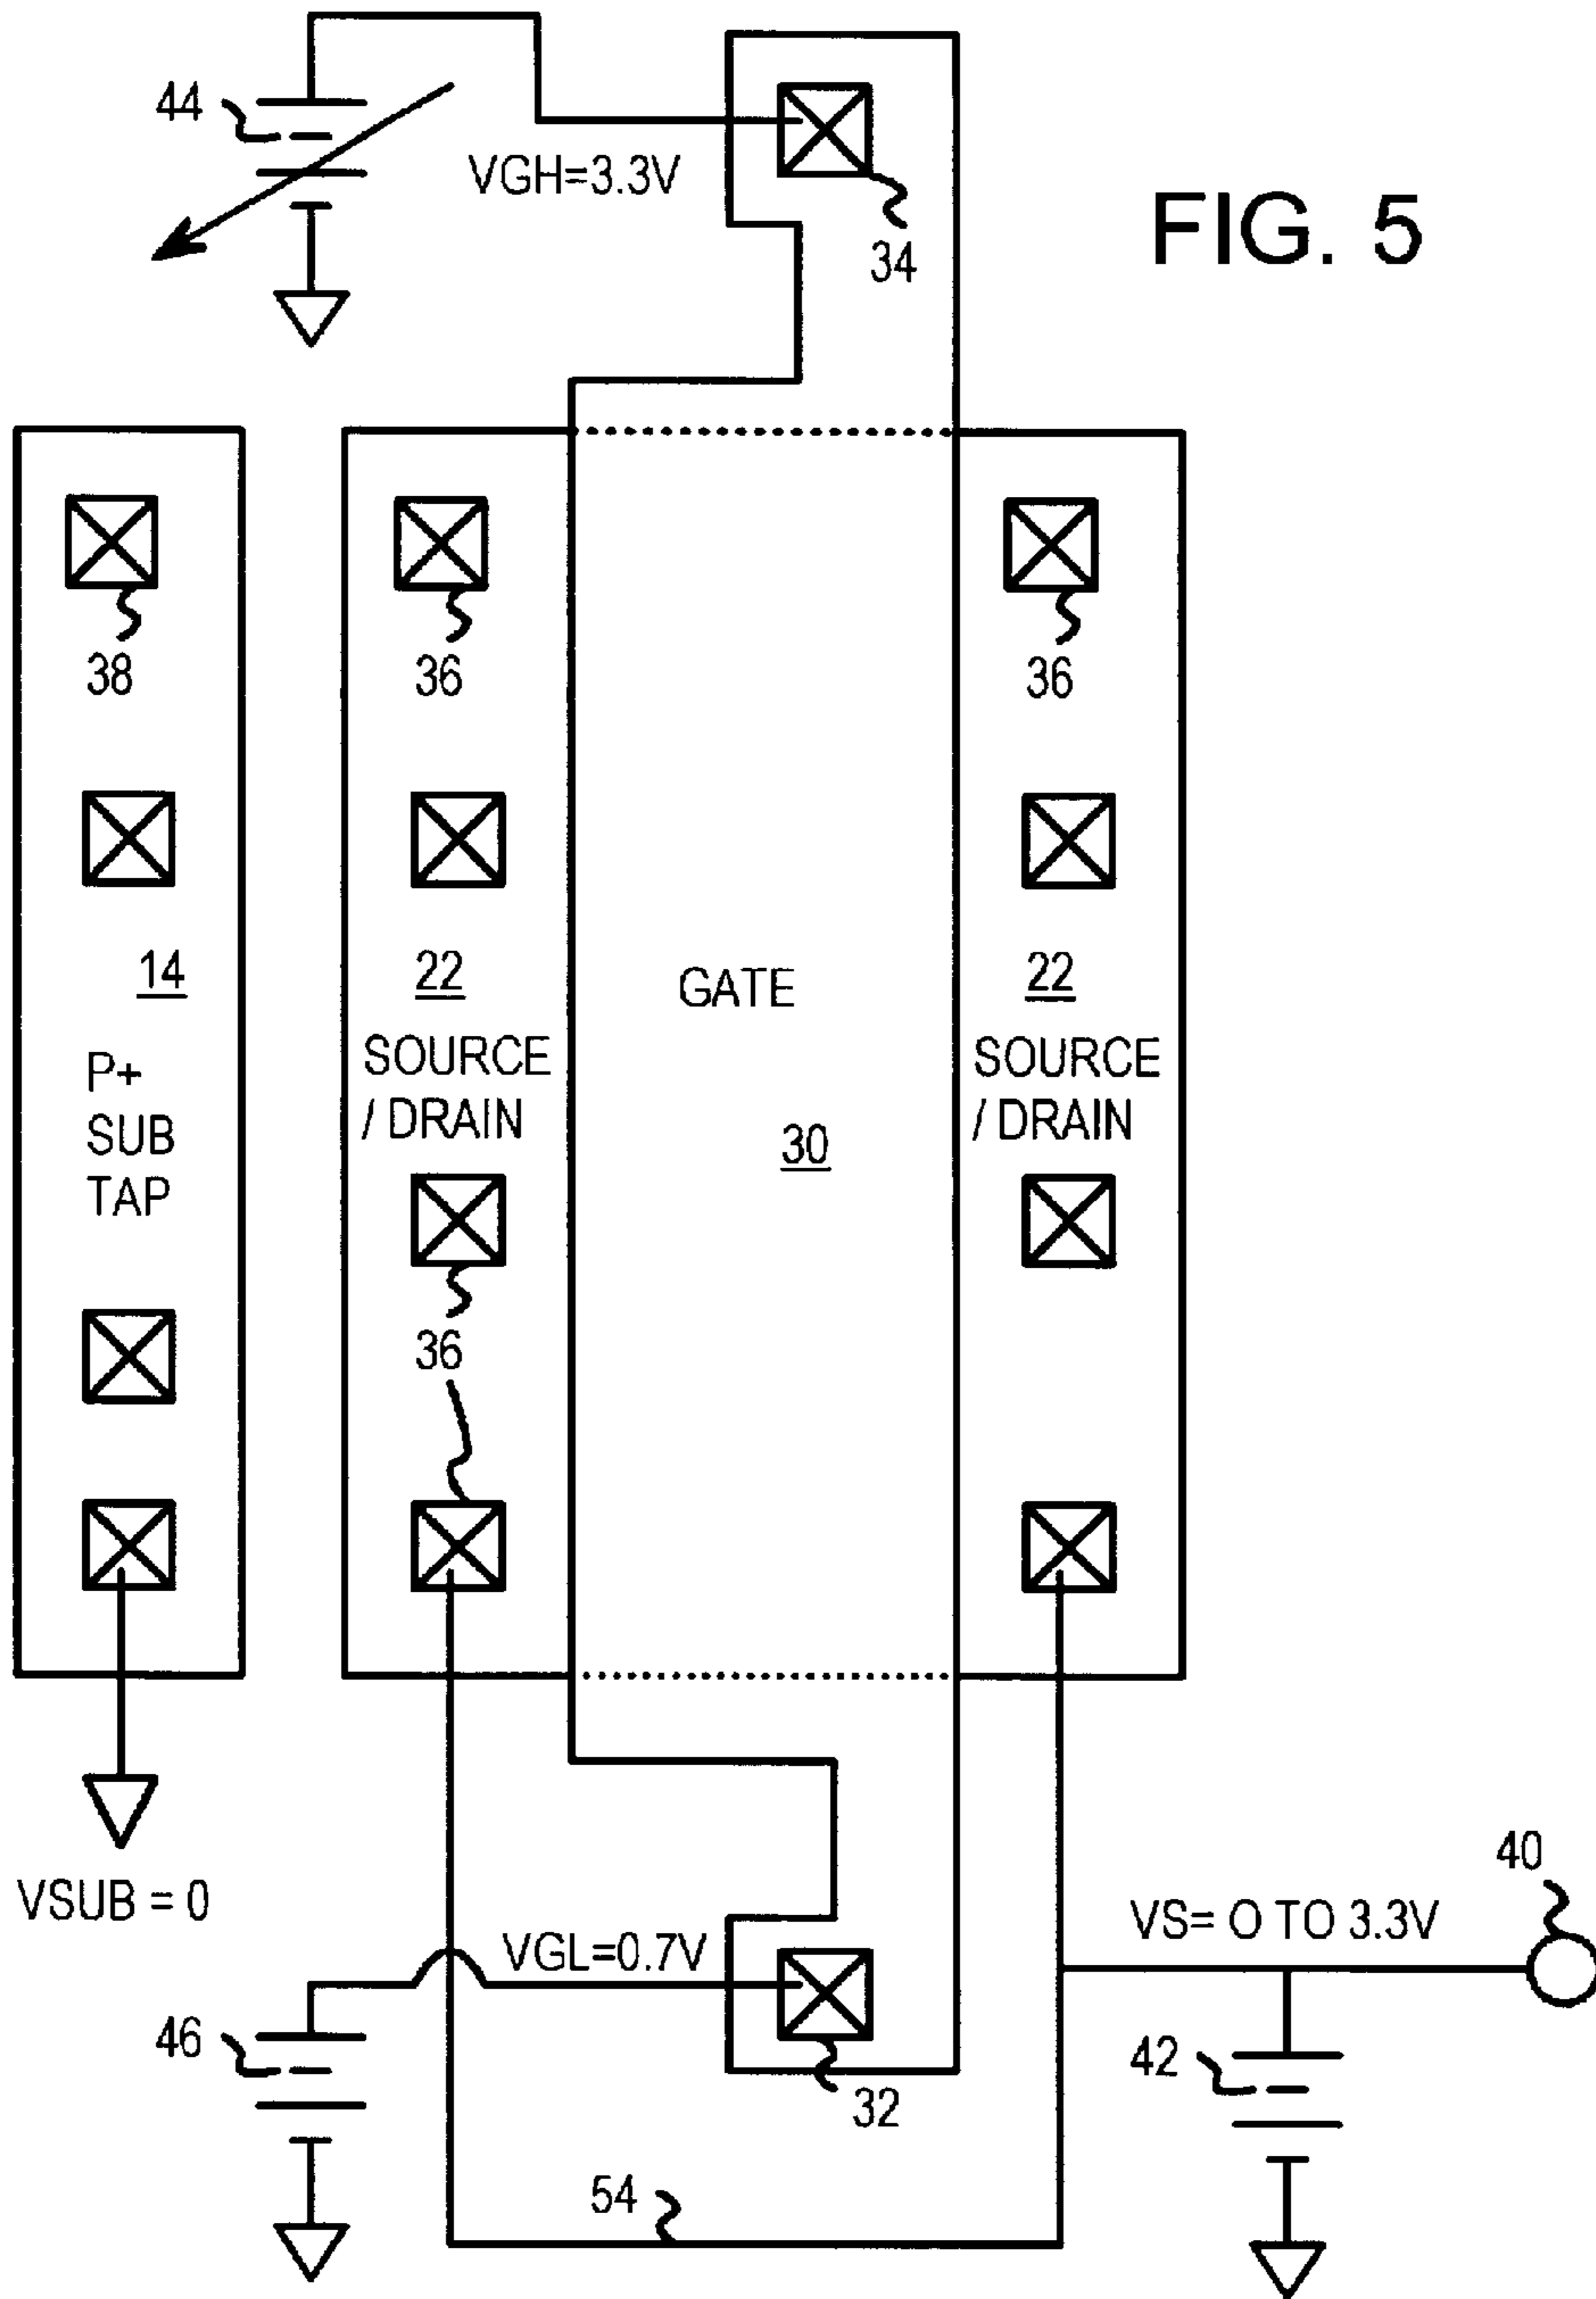 44
VGH=3.3V
34
FIG. 5
38
36
36
14
22
GATE
22
P+
SUB
TAP
SOURCE
/ DRAIN
SOURCE
/ DRAIN
30
36
VSUB = 0
40
VS= O TO 3.3V
VGL=0.7V
46
42
32
54